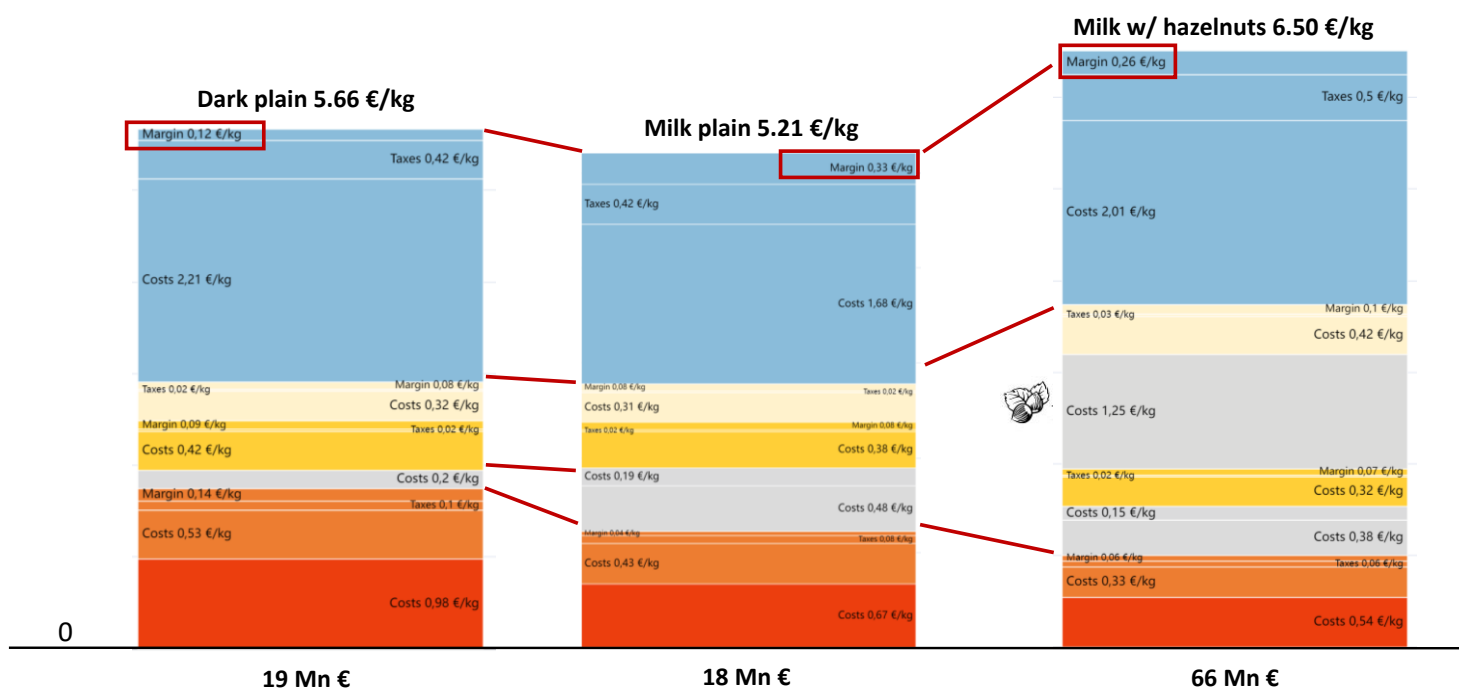 Dark plain 5.66 €/kg
Margin 0,12 €/kg
Taxes 0,42 €/kg
Costs 2,21 €/kg
Margin 0,08 €/kg
Taxes 0,02 €/kg
Costs 0,32 €/kg
Margin 0,09 €/kg
Taxes 0,02 €/kg
Costs 0,42 €/kg
Costs 0,2 €/kg
Margin 0,14 €/kg
Taxes 0,1 €/kg
Costs 0,53 €/kg
Costs 0,98 €/kg
19 Mn €
Milk plain 5.21 €/kg
Margin 0,33 €/kg
Taxes 0,42 €/kg
Costs 1,68 €/kg
Margin 0,08 €/kg
Taxes 0,02 €/kg
Costs 0,31 €/kg
Margin 0,08 €/kg
Taxes 0,02 €/kg
Costs 0,38 €/kg
Costs 0,19 €/kg
Costs 0,48 €/kg
Margin 0,04 €/kg
Taxes 0,08 €/kg
Costs 0,43 €/kg
Costs 0,67 €/kg
18 Mn €
Milk w/ hazelnuts 6.50 €/kg
Margin 0,26 €/kg
Taxes 0,5 €/kg
Costs 2,01 €/kg
Margin 0,1 €/kg
Taxes 0,03 €/kg
Costs 0,42 €/kg
Costs 1,25 €/kg
Margin 0,07 €/kg
Taxes 0,02 €/kg
Costs 0,32 €/kg
Costs 0,15 €/kg
Costs 0,38 €/kg
Margin 0,06 €/kg
Taxes 0,06 €/kg
Costs 0,33 €/kg
Costs 0,54 €/kg
66 Mn €
0